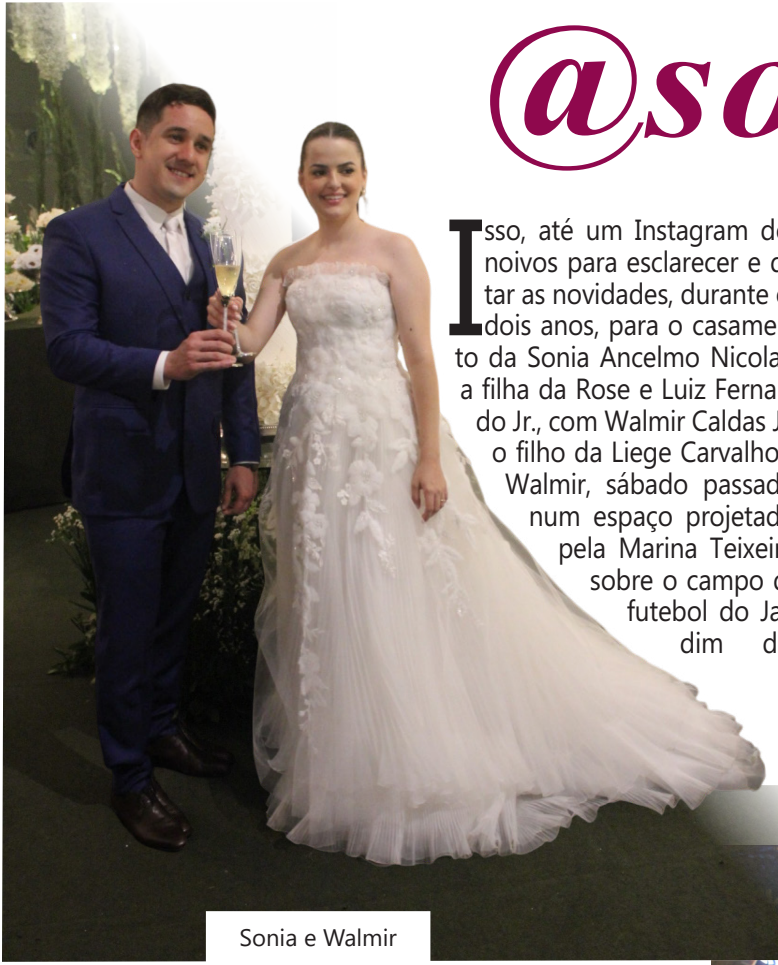 @so
Isso, até um Instagram do
noivos para esclarecer e
tar as novidades, durante
dois anos, para o casame
to da Sonia Ancelmo Nicola
a filha da Rose e Luiz Ferna
do Jr., com Walmir Caldas J
o filho da Liege Carvalho
Walmir, sábado passad
num espaço projetad
pela Marina Teixeir
sobre o campo d
futebol do Ja
dim d
Sonia e Walmir